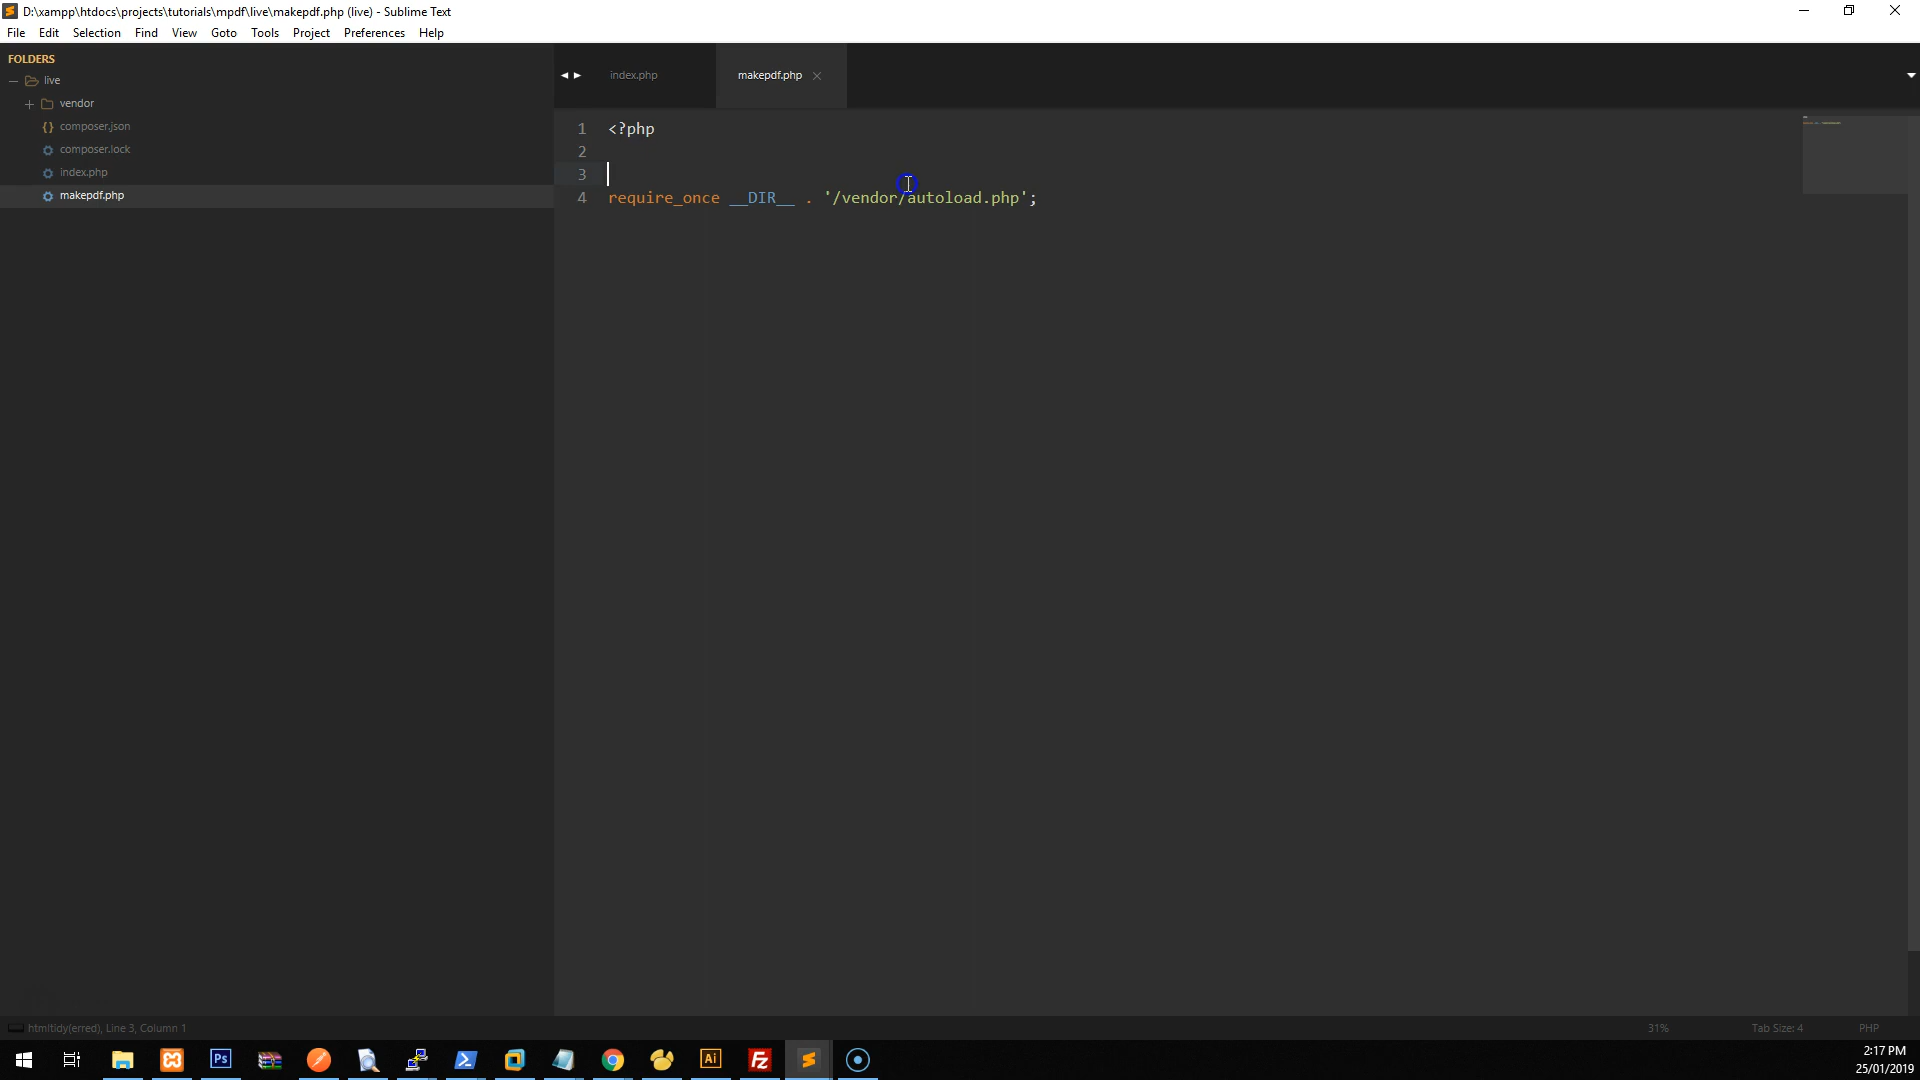 D:\xampp\htdocs\projects\tutorials\mpdf\live\makepdf.php (live) - Sublime Text
File Edit Selection Find View Goto Tools Project Preferences Help
FOLDERS
live
vendor
composer.json
composer.lock
index.php
makepdf.php
index.php makepdf.php
1 <?php
2
3
4 require_once __DIR__ . '/vendor/autoload.php';
htmltidy(erred), Line 3, Column 1 31% Tab Size: 4 PHP
Ps Ai Fz
2:17 PM
25/01/2019